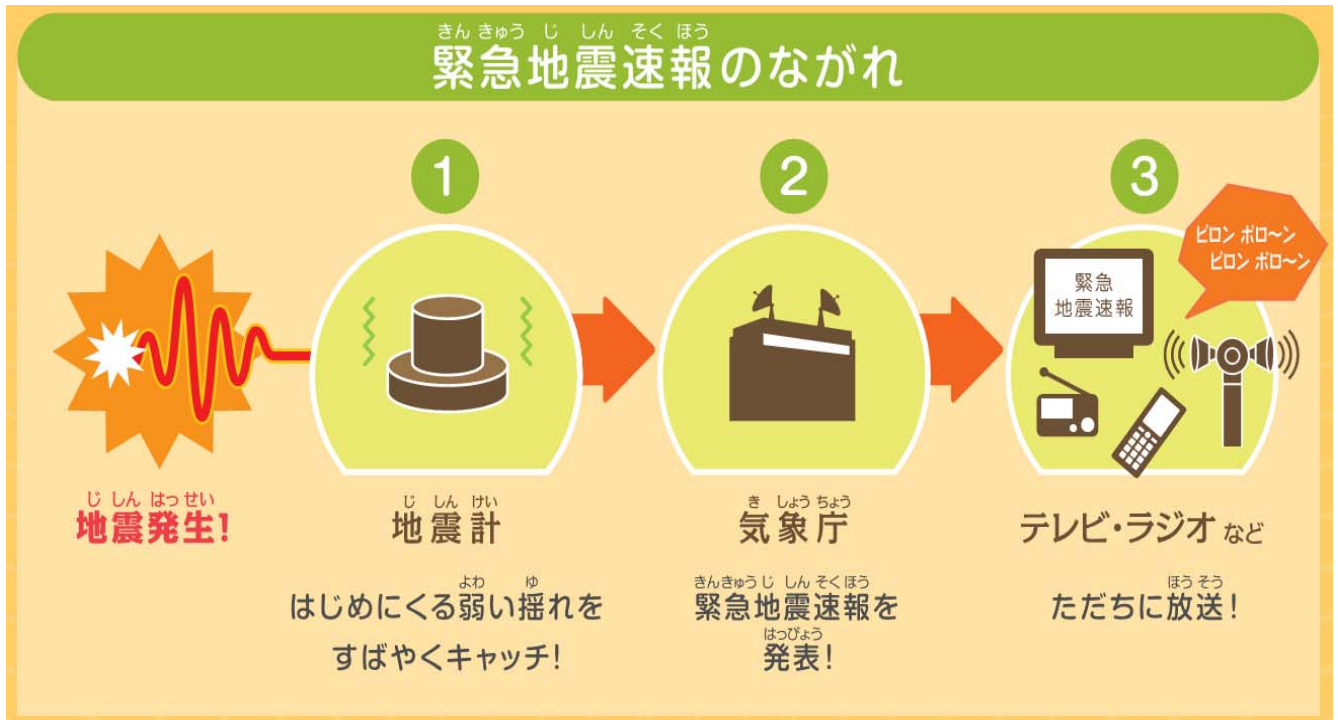 きんきゅうじしんそくほう
緊急地震速報のながれ
1
2
3
ピロン ポロ〜ン
ピロン ポロ〜ン
緊急
地震速報
じしんはっせい
地震発生!
じしんけい
地震計
よわ ゆ
はじめにくる弱い揺れを
すばやくキャッチ!
きしょうちょう
気象庁
きんきゅうじしんそくほう
緊急地震速報を
はっぴょう
発表!
テレビ・ラジオ など
ほうそう
ただちに放送!